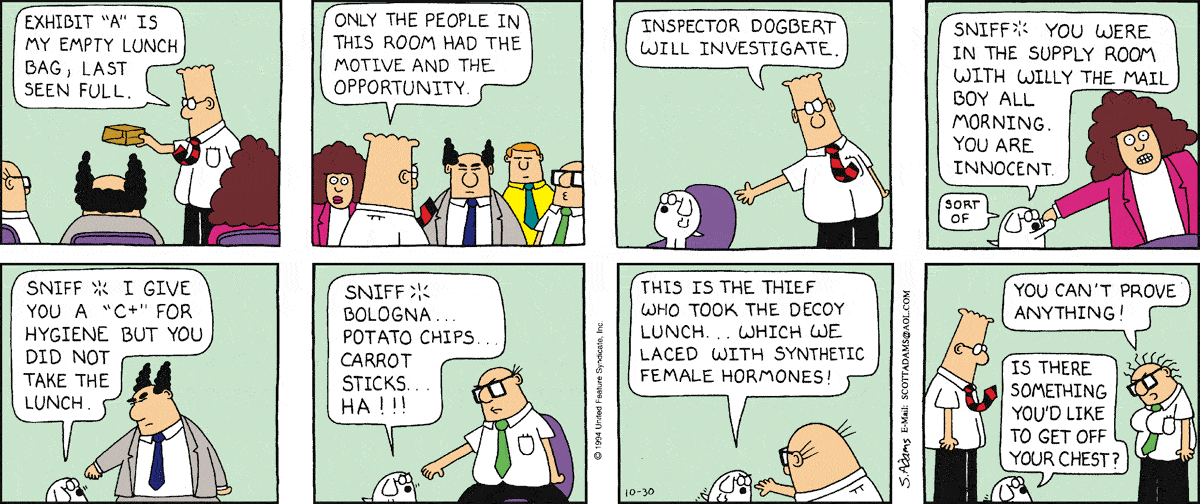 EXHIBIT "A" IS
MY EMPTY LUNCH
BAG, LAST
SEEN FULL.
ONLY THE PEOPLE IN
THIS ROOM HAD THE
MOTIVE AND THE
OPPORTUNITY.
INSPECTOR DOGBERT
WILL INVESTIGATE.
SNIFF YOU WERE
IN THE SUPPLY ROOM
WITH WILLY THE MAIL
BOY ALL
MORNING.
YOU ARE
INNOCENT.
SORT
OF
SNIFF I GIVE
YOU A "C+" FOR
HYGIENE BUT YOU
DID NOT
TAKE THE
LUNCH.
SNIFF
BOLOGNA...
POTATO CHIPS...
CARROT
STICKS...
HA!!!
© 1994 United Feature Syndicate, Inc.
THIS IS THE THIEF
WHO TOOK THE DECOY
LUNCH... WHICH WE
LACED WITH SYNTHETIC
FEMALE HORMONES!
10-30
S.Adams E-Mail: SCOTTADAMS@AOL.COM
YOU CAN'T PROVE
ANYTHING!
IS THERE
SOMETHING
YOU'D LIKE
TO GET OFF
YOUR CHEST?